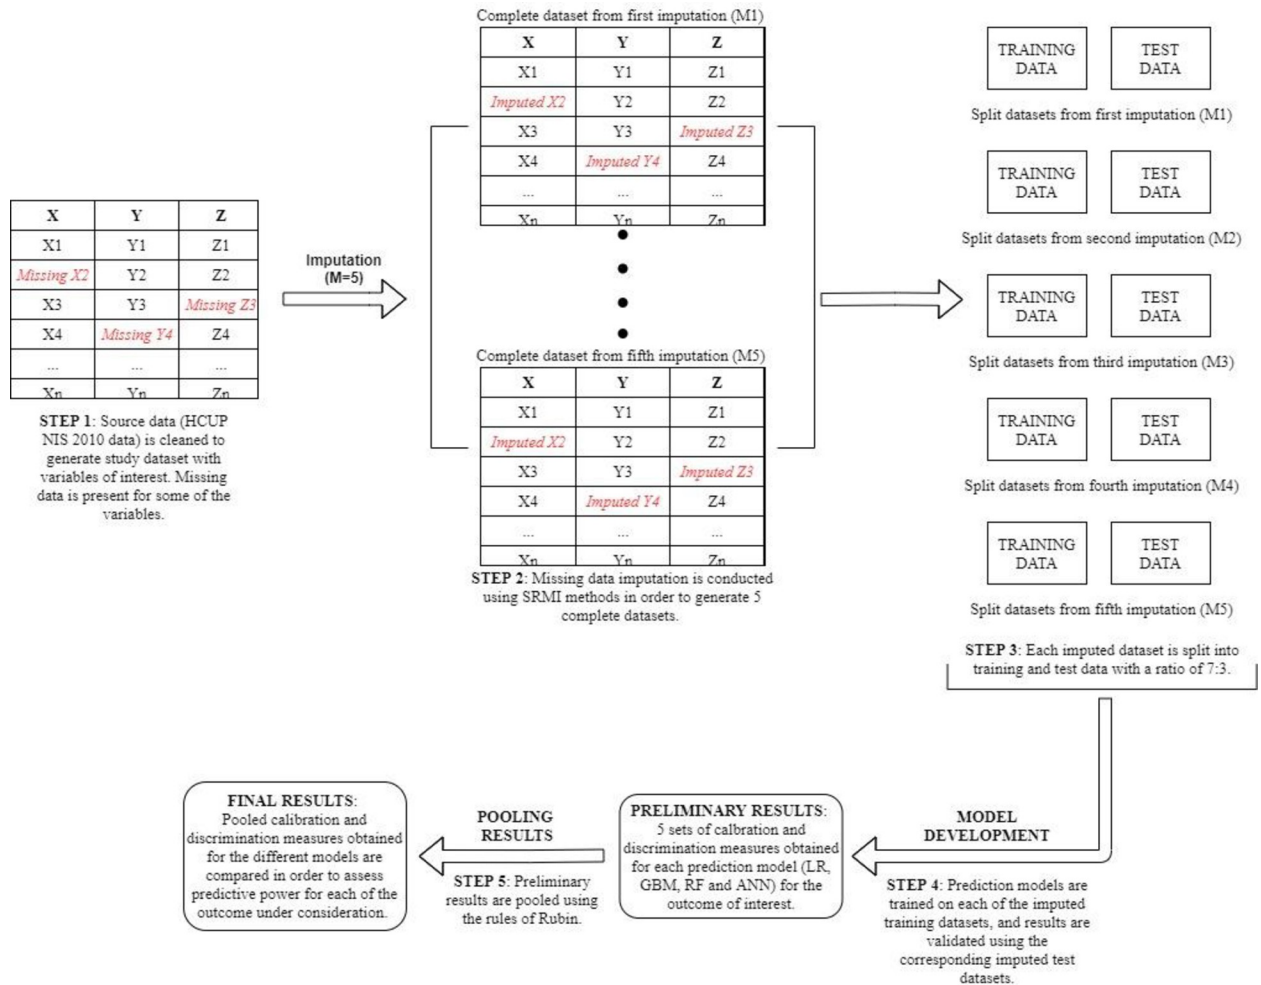 X Y Z
X1 Y1 Z1
Missing X2 Y2 Z2
X3 Y3 Missing Z3
X4 Missing Y4 Z4
... ... ...
Xn Yn Zn
STEP 1: Source data (HCUP
NIS 2010 data) is cleaned to
generate study dataset with
variables of interest. Missing
data is present for some of the
variables.
Imputation
(M=5)
Complete dataset from first imputation (M1)
X Y Z
X1 Y1 Z1
Imputed X2 Y2 Z2
X3 Y3 Imputed Z3
X4 Imputed Y4 Z4
... ... ...
Xn Yn Zn
Complete dataset from fifth imputation (M5)
X Y Z
X1 Y1 Z1
Imputed X2 Y2 Z2
X3 Y3 Imputed Z3
X4 Imputed Y4 Z4
... ... ...
Xn Yn Zn
STEP 2: Missing data imputation is conducted
using SRMI methods in order to generate 5
complete datasets.
TRAINING
DATA
TEST
DATA
Split datasets from first imputation (M1)
TRAINING
DATA
TEST
DATA
Split datasets from second imputation (M2)
TRAINING
DATA
TEST
DATA
Split datasets from third imputation (M3)
TRAINING
DATA
TEST
DATA
Split datasets from fourth imputation (M4)
TRAINING
DATA
TEST
DATA
Split datasets from fifth imputation (M5)
STEP 3: Each imputed dataset is split into
training and test data with a ratio of 7:3.
MODEL
DEVELOPMENT
STEP 4: Prediction models are
trained on each of the imputed
training datasets, and results are
validated using the
corresponding imputed test
datasets.
PRELIMINARY RESULTS:
5 sets of calbration and
discrimination measures obtained
for each prediction model (LR,
GBM, RF and ANN) for the
outcome of interest.
POOLING
RESULTS
STEP 5: Preliminary
results are pooled using
the rules of Rubin.
FINAL RESULTS:
Pooled calibration and
discrimination measures obtained
for the different models are
compared in order to assess
predictive power for each of the
outcome under consideration.